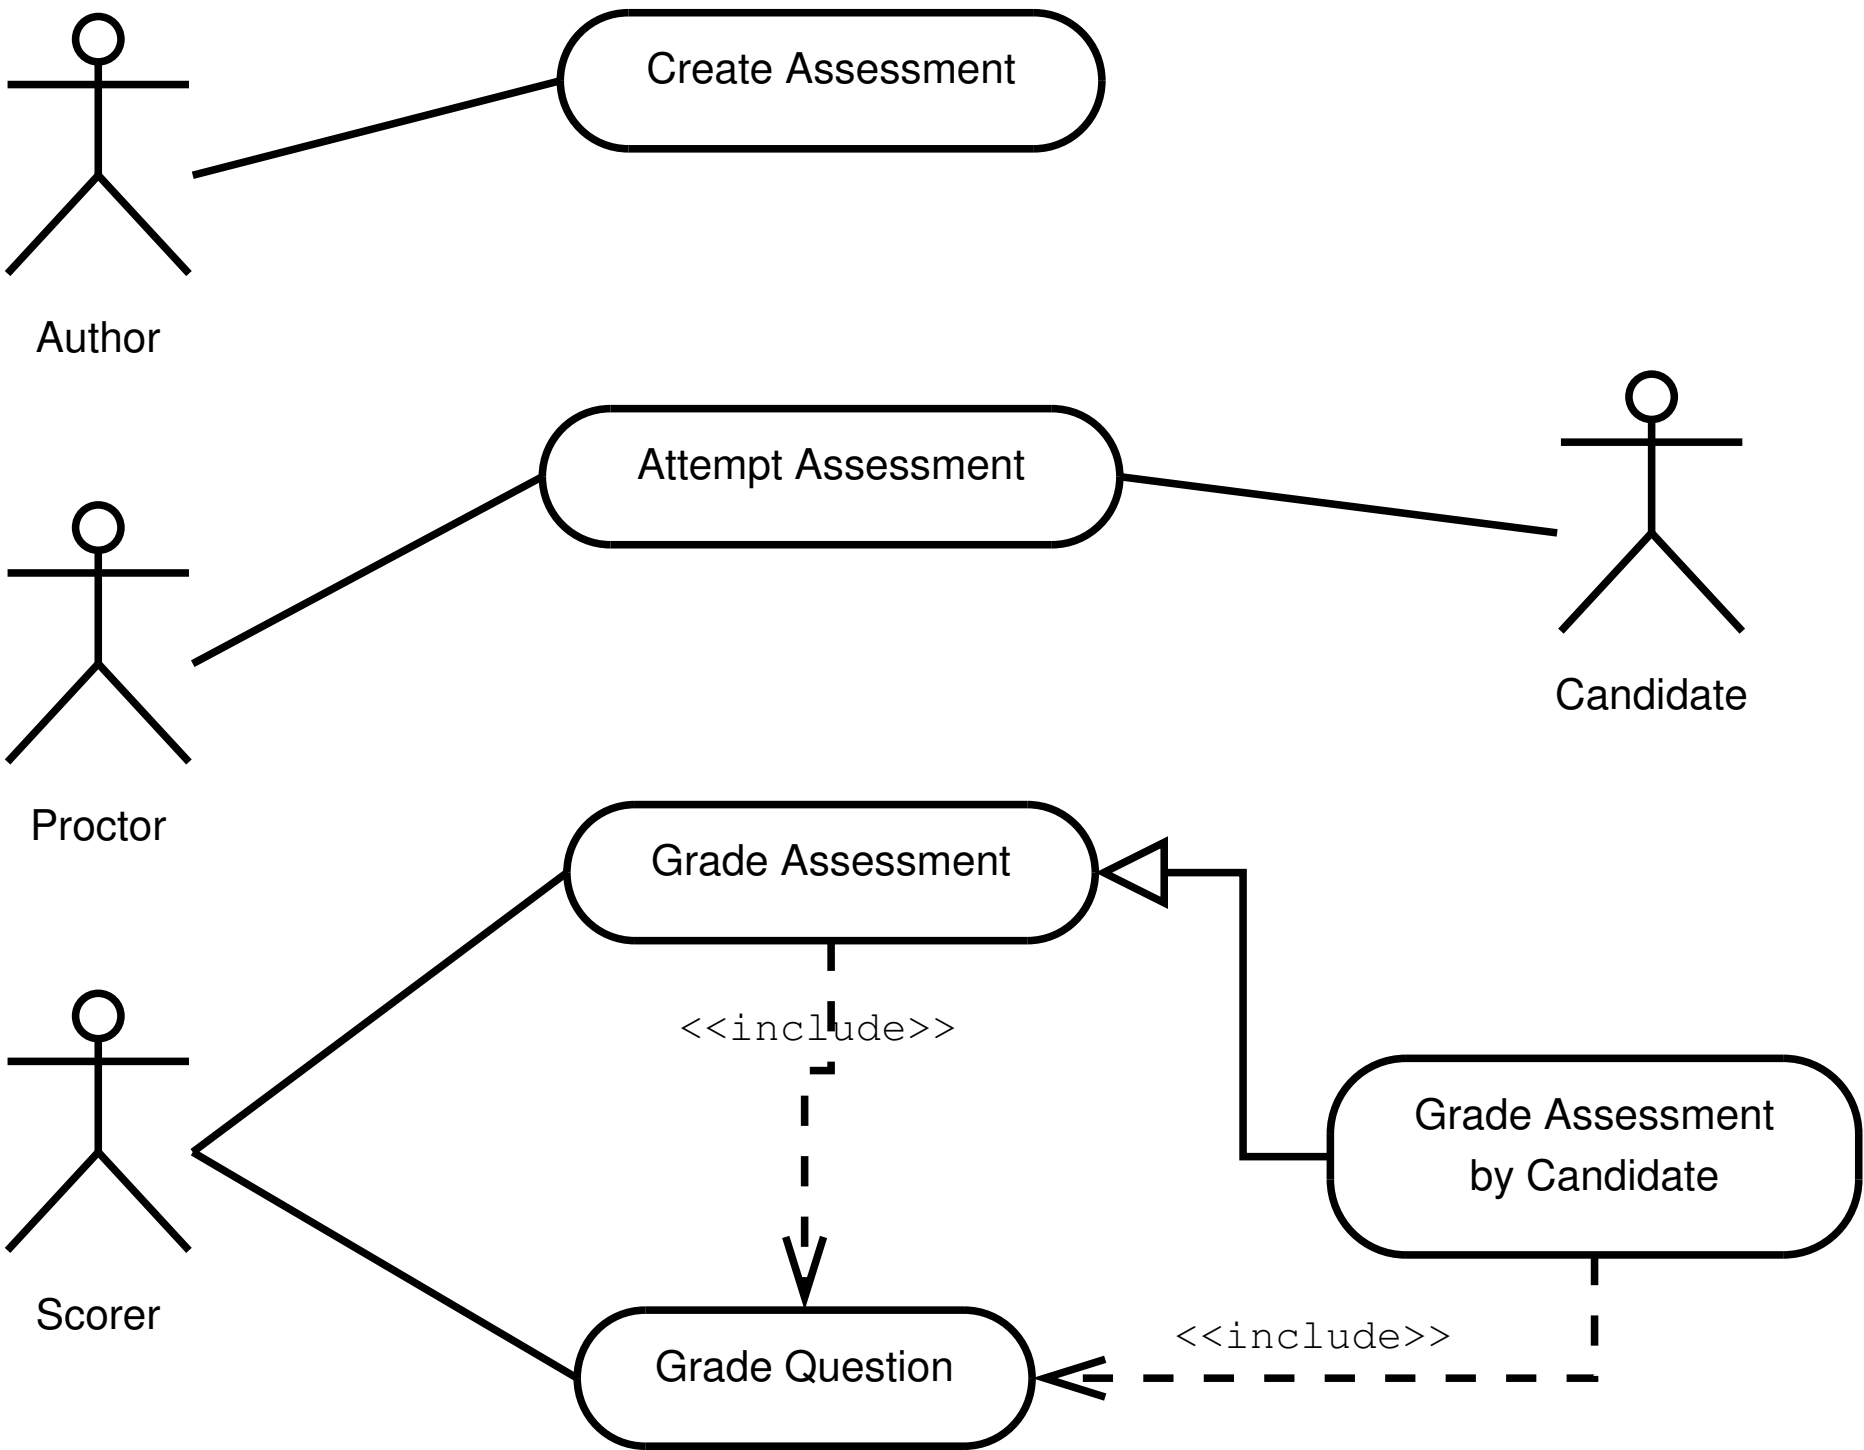 Create Assessment
Author
Attempt Assessment
Candidate
Proctor
Grade Assessment
<<include>>
Grade Assessment
by Candidate
Scorer
<<include>>
Grade Question